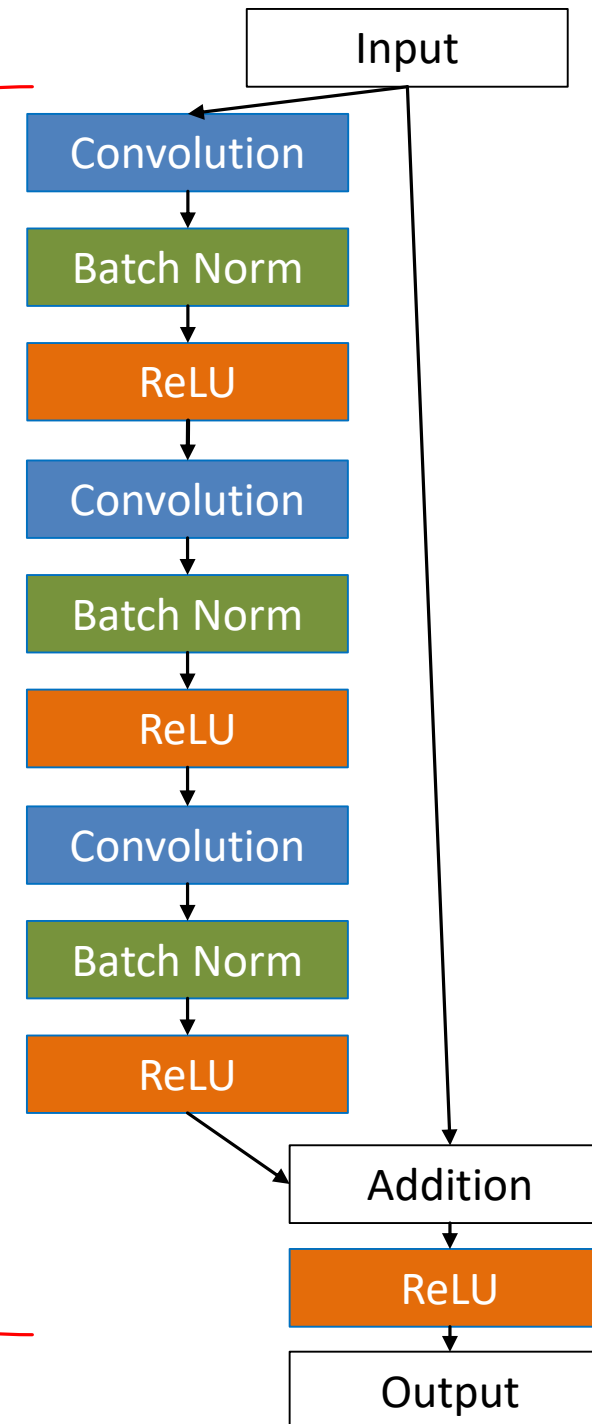 Input
Convolution
Batch Norm
ReLU
Convolution
Batch Norm
ReLU
Convolution
Batch Norm
ReLU
Addition
ReLU
Output